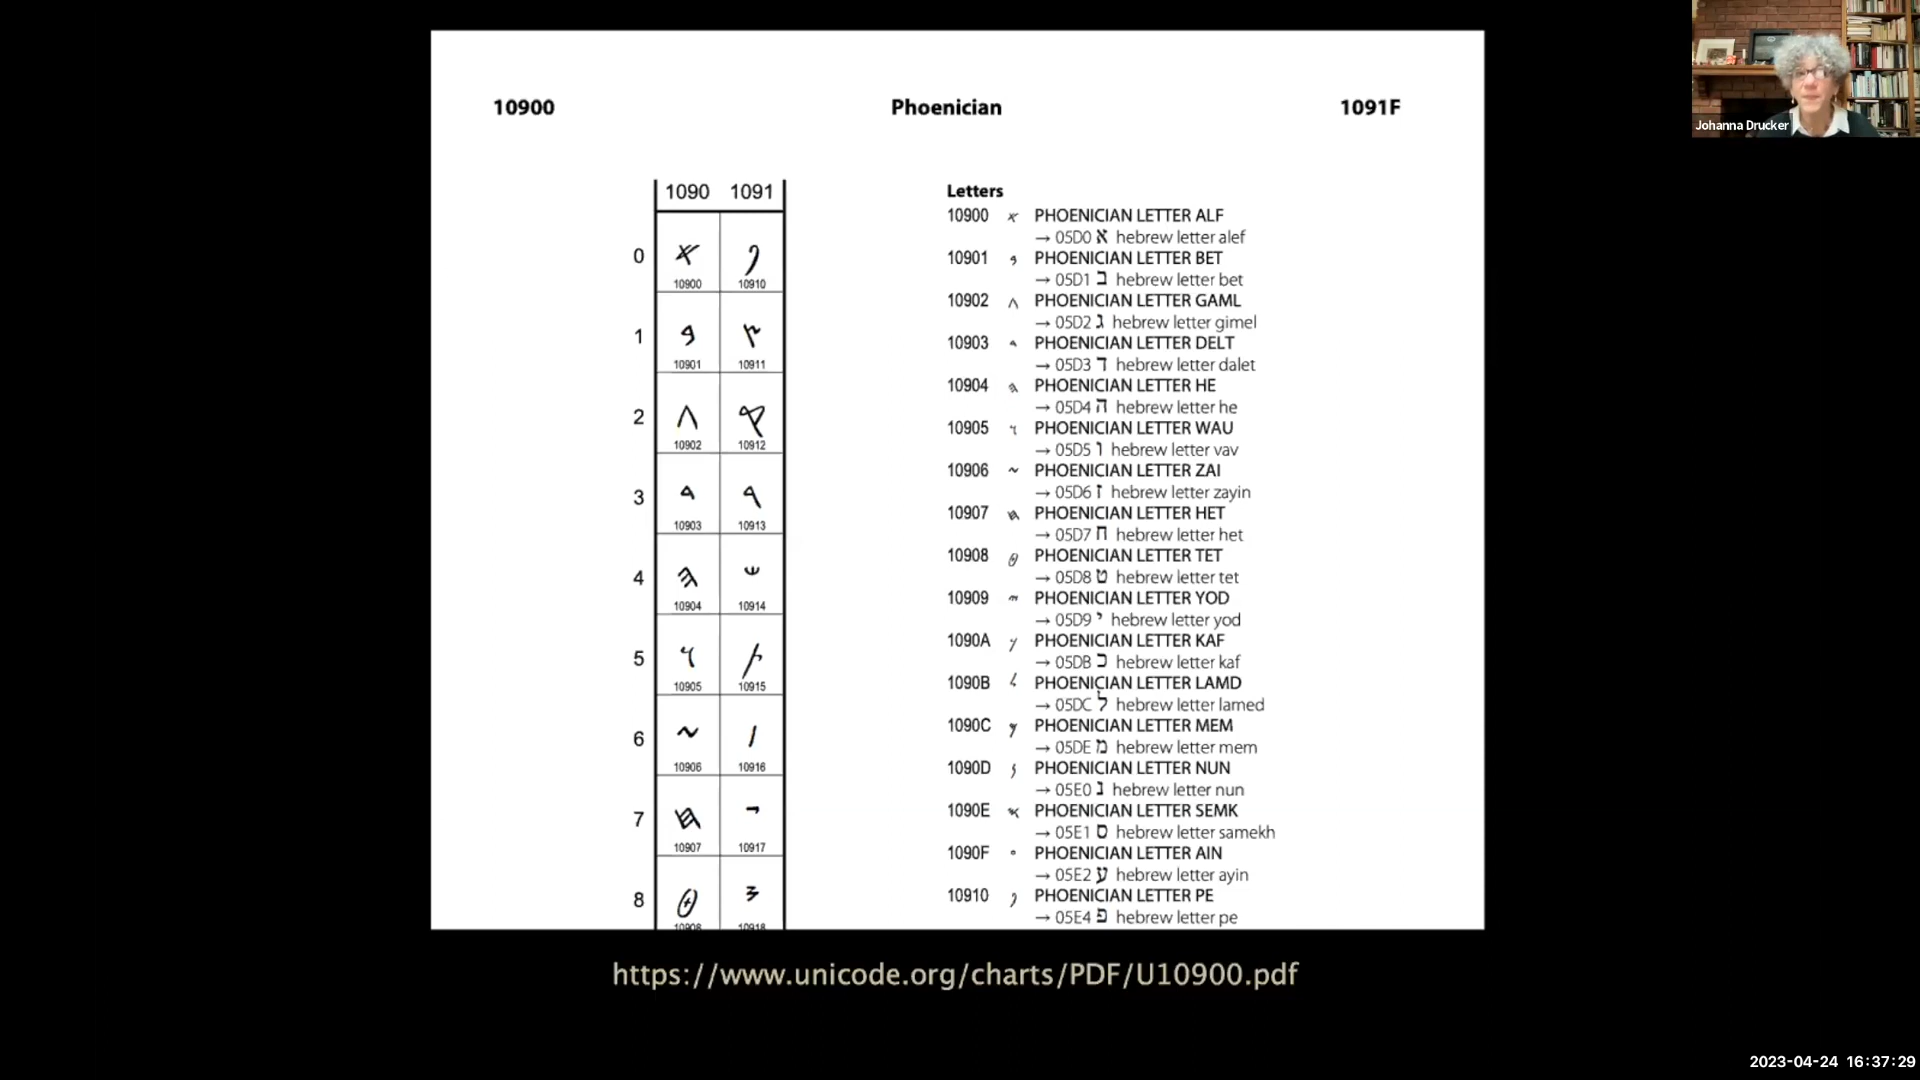 10900 Phoenician 1091F
1090 1091
0 𐤀 𐤐
10900 10910
1 𐤁 𐤑
10901 10911
2 𐤂 𐤒
10902 10912
3 𐤃 𐤓
10903 10913
4 𐤄 𐤔
10904 10914
5 𐤅 𐤕
10905 10915
6 𐤆 𐤖
10906 10916
7 𐤇 𐤗
10907 10917
8 𐤈 𐤘
10908 10918
Letters
10900 𐤀 PHOENICIAN LETTER ALF
→ 05D0 א hebrew letter alef
10901 𐤁 PHOENICIAN LETTER BET
→ 05D1 ב hebrew letter bet
10902 𐤂 PHOENICIAN LETTER GAML
→ 05D2 ג hebrew letter gimel
10903 𐤃 PHOENICIAN LETTER DELT
→ 05D3 ד hebrew letter dalet
10904 𐤄 PHOENICIAN LETTER HE
→ 05D4 ה hebrew letter he
10905 𐤅 PHOENICIAN LETTER WAU
→ 05D5 ו hebrew letter vav
10906 𐤆 PHOENICIAN LETTER ZAI
→ 05D6 ז hebrew letter zayin
10907 𐤇 PHOENICIAN LETTER HET
→ 05D7 ח hebrew letter het
10908 𐤈 PHOENICIAN LETTER TET
→ 05D8 ט hebrew letter tet
10909 𐤉 PHOENICIAN LETTER YOD
→ 05D9 י hebrew letter yod
1090A 𐤊 PHOENICIAN LETTER KAF
→ 05DB כ hebrew letter kaf
1090B 𐤋 PHOENICIAN LETTER LAMD
→ 05DC ל hebrew letter lamed
1090C 𐤌 PHOENICIAN LETTER MEM
→ 05DE מ hebrew letter mem
1090D 𐤍 PHOENICIAN LETTER NUN
→ 05E0 נ hebrew letter nun
1090E 𐤎 PHOENICIAN LETTER SEMK
→ 05E1 ס hebrew letter samekh
1090F 𐤏 PHOENICIAN LETTER AIN
→ 05E2 ע hebrew letter ayin
10910 𐤐 PHOENICIAN LETTER PE
→ 05E4 פ hebrew letter pe
https://www.unicode.org/charts/PDF/U10900.pdf
Johanna Drucker
2023-04-24 16:37:29